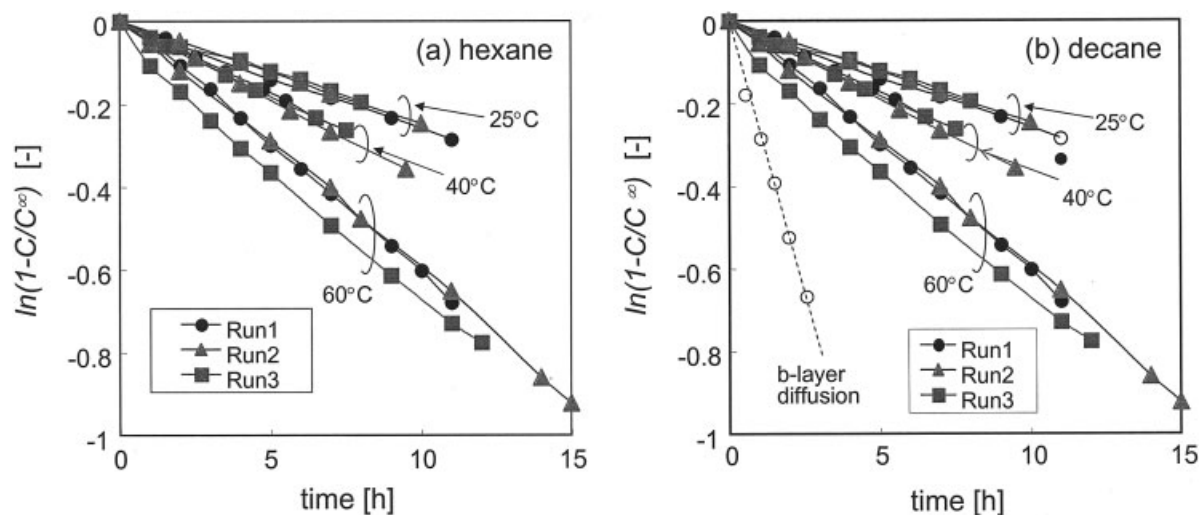 (a) hexane
ln(1-C/C∞) [-]
0
-0.2
-0.4
-0.6
-0.8
-1
25°C
40°C
60°C
Run1
Run2
Run3
0 5 10 15
time [h]
(b) decane
ln(1-C/C∞) [-]
0
-0.2
-0.4
-0.6
-0.8
-1
25°C
40°C
60°C
b-layer
diffusion
Run1
Run2
Run3
0 5 10 15
time [h]